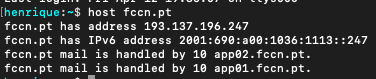 [henrique:~$ host fccn.pt
fccn.pt has address 193.137.196.247
fccn.pt has IPv6 address 2001:690:a00:1036:1113::247
fccn.pt mail is handled by 10 app02.fccn.pt.
fccn.pt mail is handled by 10 app01.fccn.pt.